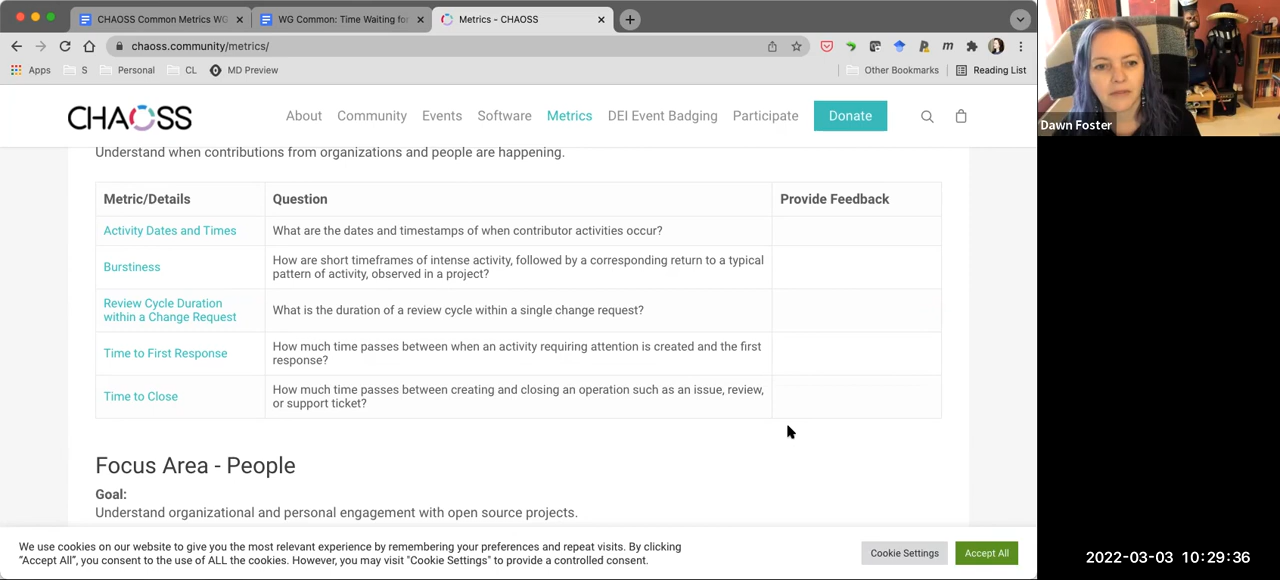 CHAOSS Common Metrics WG
WG Common: Time Waiting for
Metrics - CHAOSS
chaoss.community/metrics/
Apps
S
Personal
CL
MD Preview
Other Bookmarks
Reading List
CHAOSS
About
Community
Events
Software
Metrics
DEI Event Badging
Participate
Donate
Dawn Foster
Understand when contributions from organizations and people are happening.
Metric/Details
Question
Provide Feedback
Activity Dates and Times
What are the dates and timestamps of when contributor activities occur?
Burstiness
How are short timeframes of intense activity, followed by a corresponding return to a typical
pattern of activity, observed in a project?
Review Cycle Duration
within a Change Request
What is the duration of a review cycle within a single change request?
Time to First Response
How much time passes between when an activity requiring attention is created and the first
response?
Time to Close
How much time passes between creating and closing an operation such as an issue, review,
or support ticket?
Focus Area - People
Goal:
Understand organizational and personal engagement with open source projects.
We use cookies on our website to give you the most relevant experience by remembering your preferences and repeat visits. By clicking
“Accept All”, you consent to the use of ALL the cookies. However, you may visit "Cookie Settings" to provide a controlled consent.
Cookie Settings
Accept All
2022-03-03 10:29:36